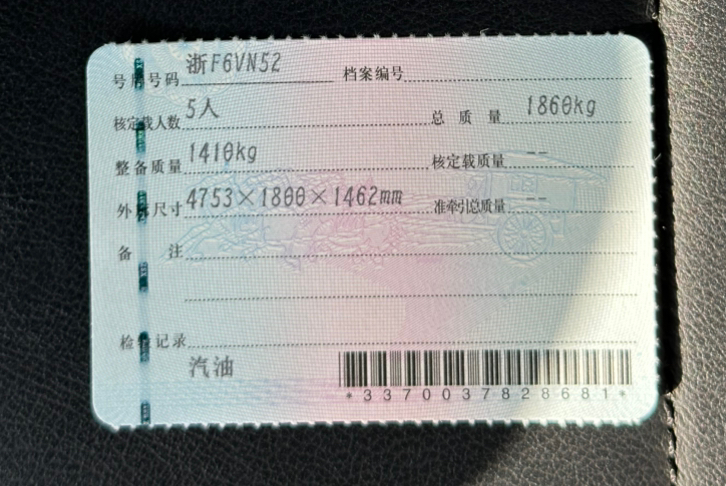 号牌号码 浙F6VN52 档案编号
核定载人数 5人 总质量 1860kg
整备质量 1410kg 核定载质量 --
外廓尺寸 4753×1800×1462mm 准牵引总质量 --
备注
检验记录
汽油
*3370037828681*